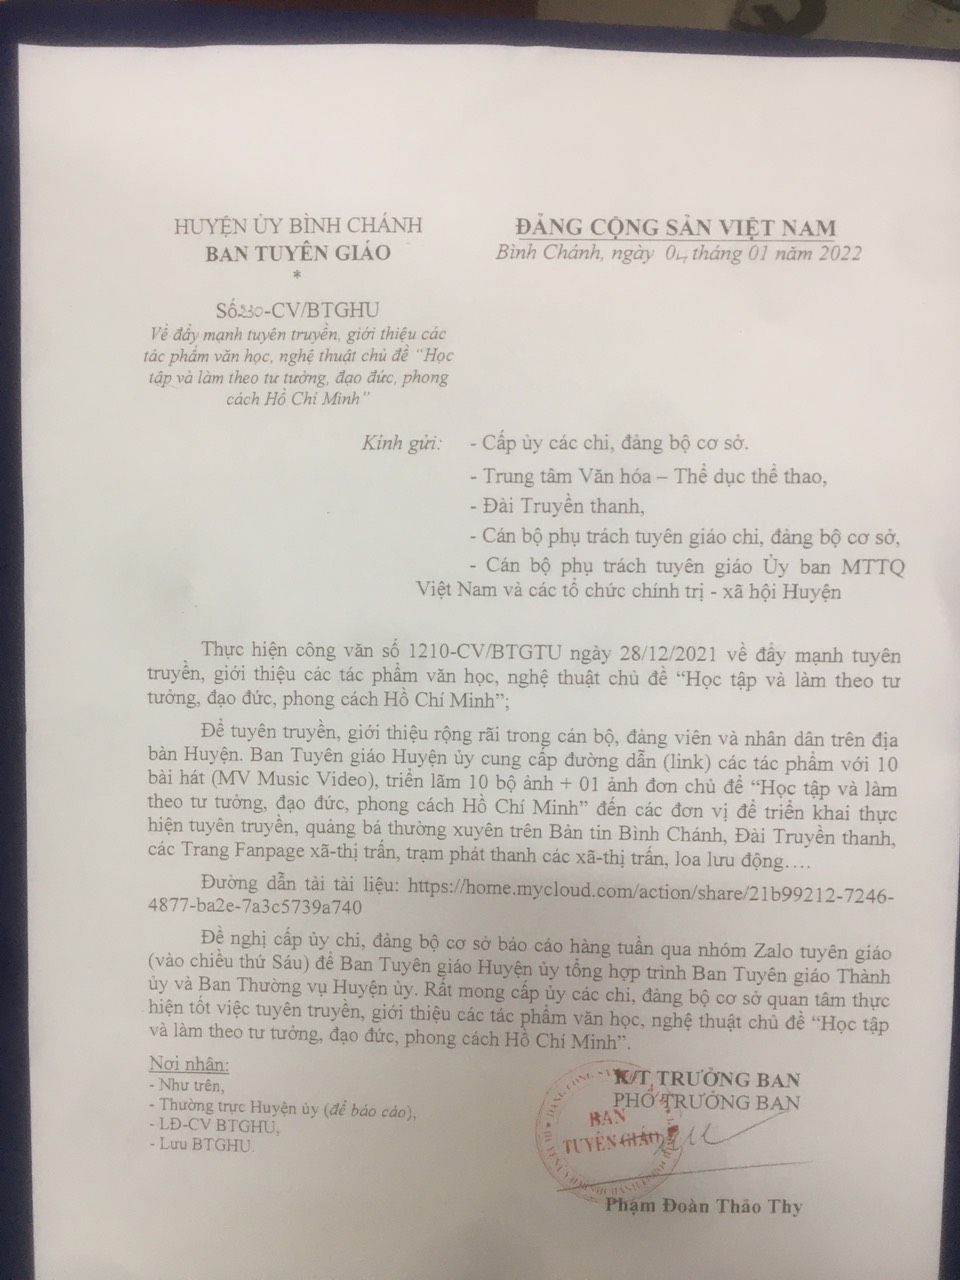 HUYỆN ỦY BÌNH CHÁNH
BAN TUYÊN GIÁO
*
Số 230-CV/BTGHU
Về đẩy mạnh tuyên truyền, giới thiệu các
tác phẩm văn học, nghệ thuật chủ đề “Học
tập và làm theo tư tưởng, đạo đức, phong
cách Hồ Chí Minh”
ĐẢNG CỘNG SẢN VIỆT NAM
Bình Chánh, ngày 04 tháng 01 năm 2022
Kính gửi: - Cấp ủy các chi, đảng bộ cơ sở.
- Trung tâm Văn hóa – Thể dục thể thao,
- Đài Truyền thanh,
- Cán bộ phụ trách tuyên giáo chi, đảng bộ cơ sở,
- Cán bộ phụ trách tuyên giáo Ủy ban MTTQ
Việt Nam và các tổ chức chính trị - xã hội Huyện
Thực hiện công văn số 1210-CV/BTGTU ngày 28/12/2021 về đẩy mạnh tuyên
truyền, giới thiệu các tác phẩm văn học, nghệ thuật chủ đề “Học tập và làm theo tư
tưởng, đạo đức, phong cách Hồ Chí Minh”;
Để tuyên truyền, giới thiệu rộng rãi trong cán bộ, đảng viên và nhân dân trên địa
bàn Huyện. Ban Tuyên giáo Huyện ủy cung cấp đường dẫn (link) các tác phẩm với 10
bài hát (MV Music Video), triển lãm 10 bộ ảnh + 01 ảnh đơn chủ đề “Học tập và làm
theo tư tưởng, đạo đức, phong cách Hồ Chí Minh” đến các đơn vị để triển khai thực
hiện tuyên truyền, quảng bá thường xuyên trên Bản tin Bình Chánh, Đài Truyền thanh,
các Trang Fanpage xã-thị trấn, trạm phát thanh các xã-thị trấn, loa lưu động….
Đường dẫn tải tài liệu: https://home.mycloud.com/action/share/21b99212-7246-
4877-ba2e-7a3c5739a740
Đề nghị cấp ủy chi, đảng bộ cơ sở báo cáo hàng tuần qua nhóm Zalo tuyên giáo
(vào chiều thứ Sáu) để Ban Tuyên giáo Huyện ủy tổng hợp trình Ban Tuyên giáo Thành
ủy và Ban Thường vụ Huyện ủy. Rất mong cấp ủy các chi, đảng bộ cơ sở quan tâm thực
hiện tốt việc tuyên truyền, giới thiệu các tác phẩm văn học, nghệ thuật chủ đề “Học tập
và làm theo tư tưởng, đạo đức, phong cách Hồ Chí Minh”.
Nơi nhận:
- Như trên,
- Thường trực Huyện ủy (để báo cáo),
- LĐ-CV BTGHU,
- Lưu BTGHU.
K/T TRƯỞNG BAN
PHÓ TRƯỞNG BAN
BAN
TUYÊN GIÁO
Phạm Đoàn Thảo Thy